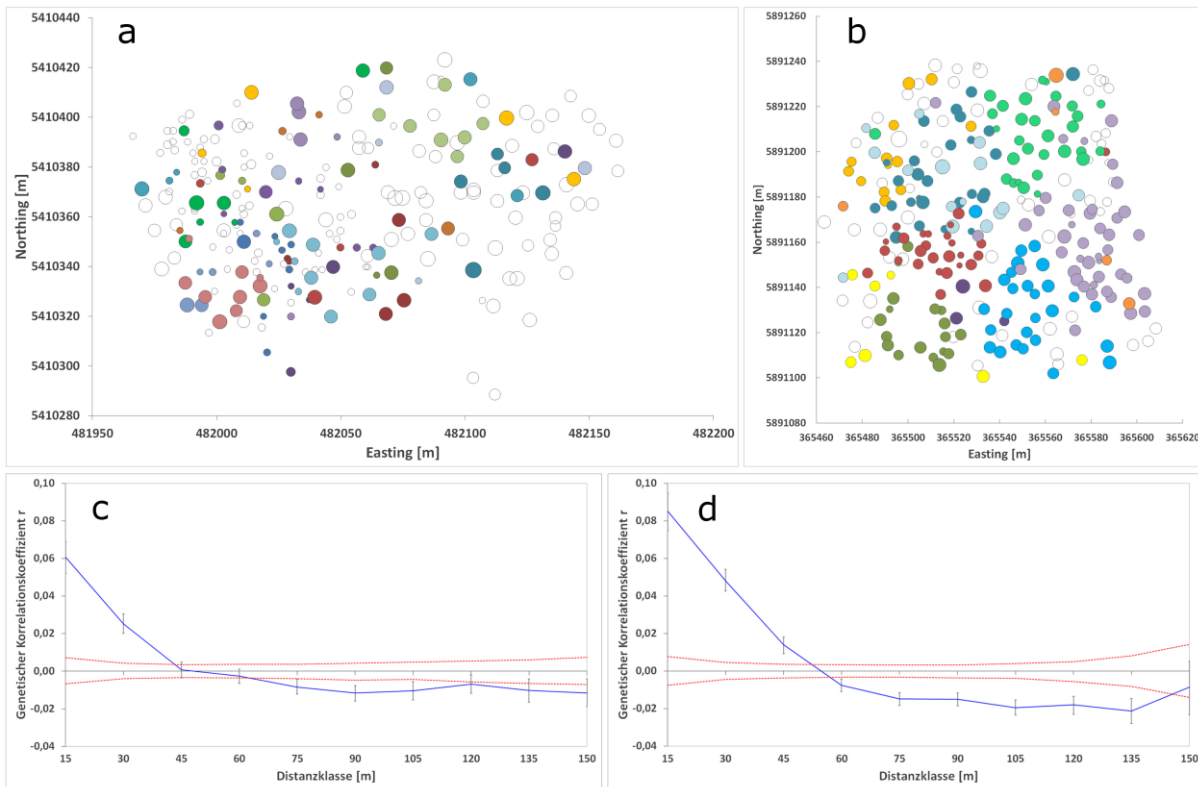 a
5410440
5410420
5410400
5410380
5410360
5410340
5410320
5410300
5410280
Northing [m]
481950 482000 482050 482100 482150 482200
Easting [m]
b
5891260
5891240
5891220
5891200
5891180
5891160
5891140
5891120
5891100
5891080
Northing [m]
365460 365480 365500 365520 365540 365560 365580 365600 365620
Easting [m]
c
0,10
0,08
0,06
0,04
0,02
0,00
-0,02
-0,04
Genetischer Korrelationskoeffizient r
15 30 45 60 75 90 105 120 135 150
Distanzklasse [m]
d
0,10
0,08
0,06
0,04
0,02
0,00
-0,02
-0,04
Genetischer Korrelationskoeffizient r
15 30 45 60 75 90 105 120 135 150
Distanzklasse [m]